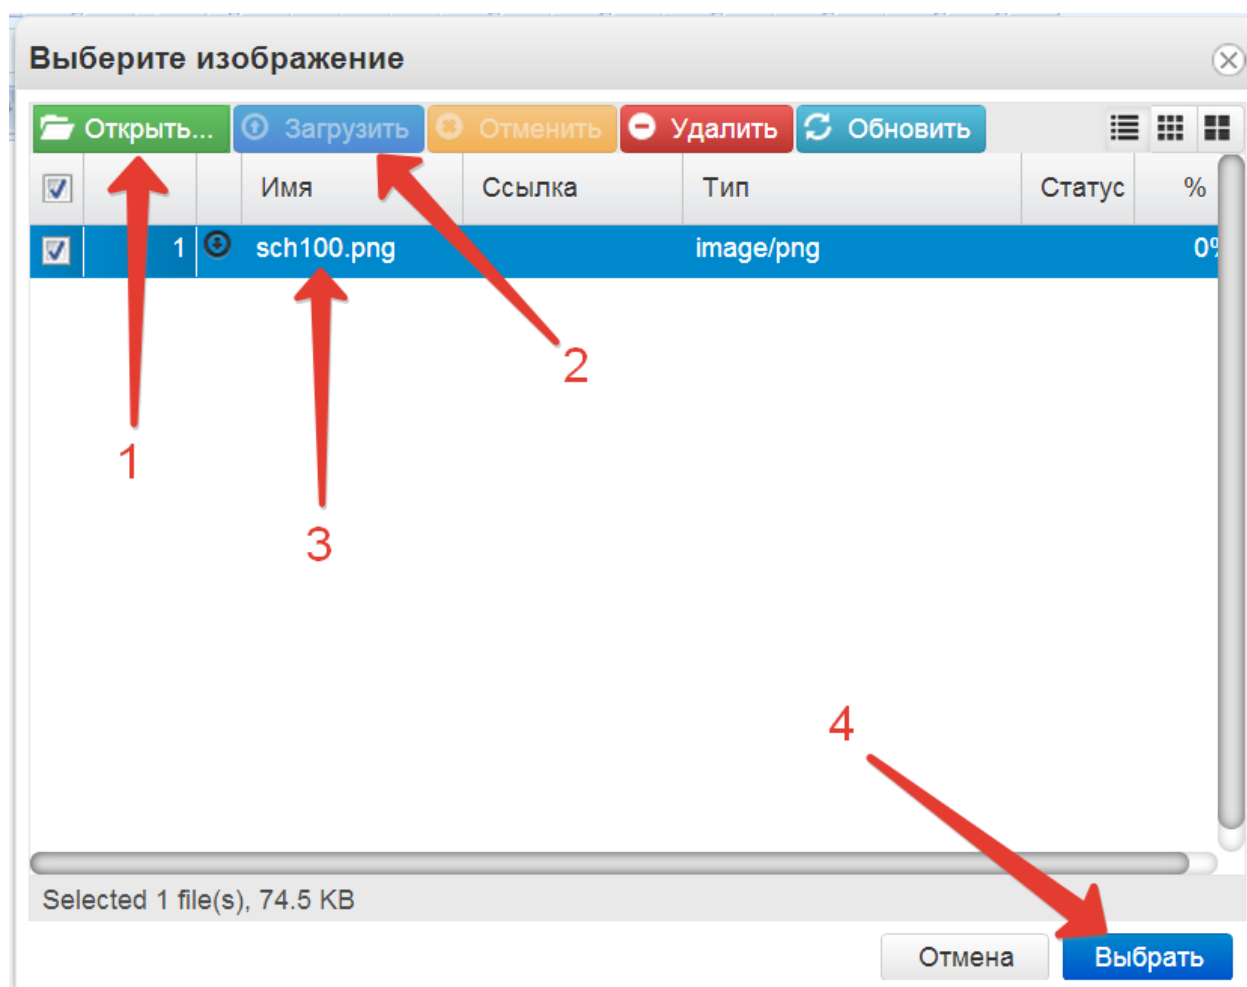 Выберите изображение
Открыть... Загрузить Отменить Удалить Обновить
Имя Ссылка Тип Статус %
1 sch100.png image/png 0%
2
1
3
4
Selected 1 file(s), 74.5 KB
Отмена Выбрать